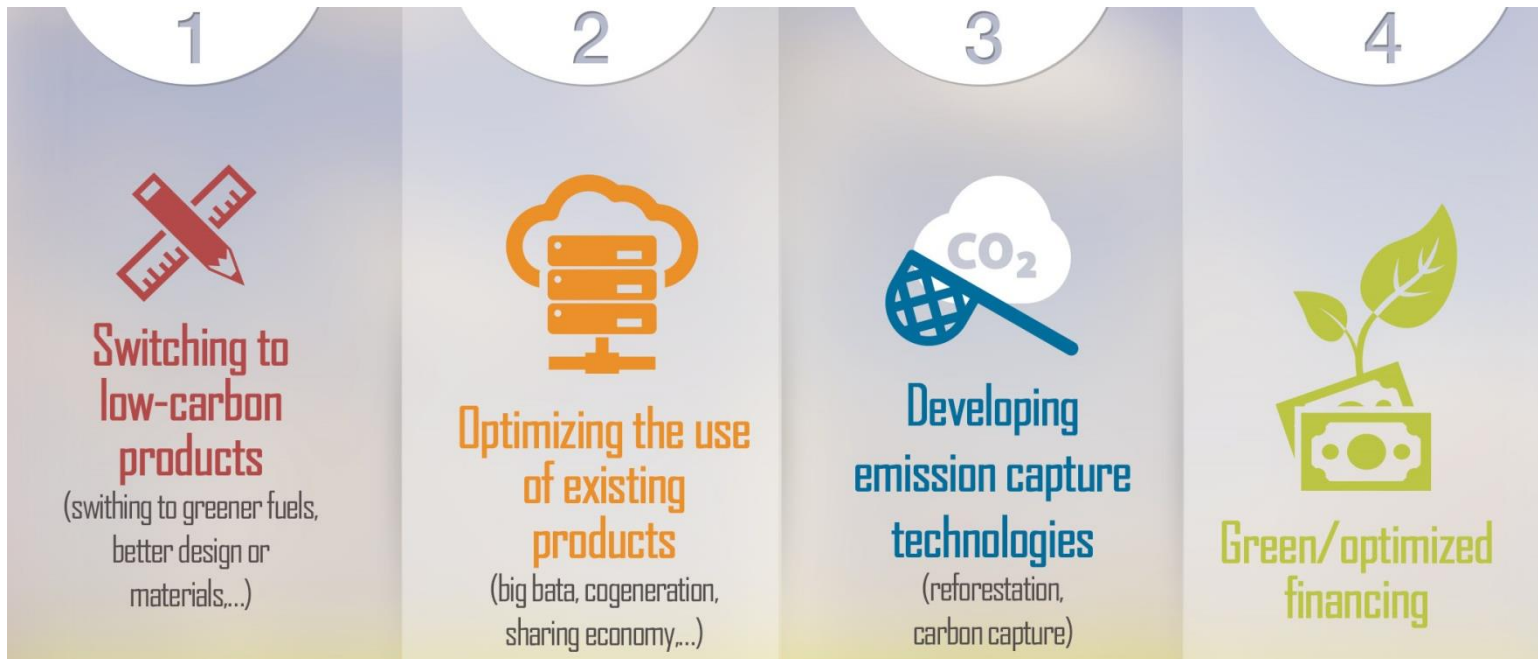 1
Switching to
low-carbon
products
(swithing to greener fuels,
better design or
materials,...)
2
Optimizing the use
of existing
products
(big bata, cogeneration,
sharing economy,...)
3
CO₂
Developing
emission capture
technologies
(reforestation,
carbon capture)
4
Green/optimized
financing